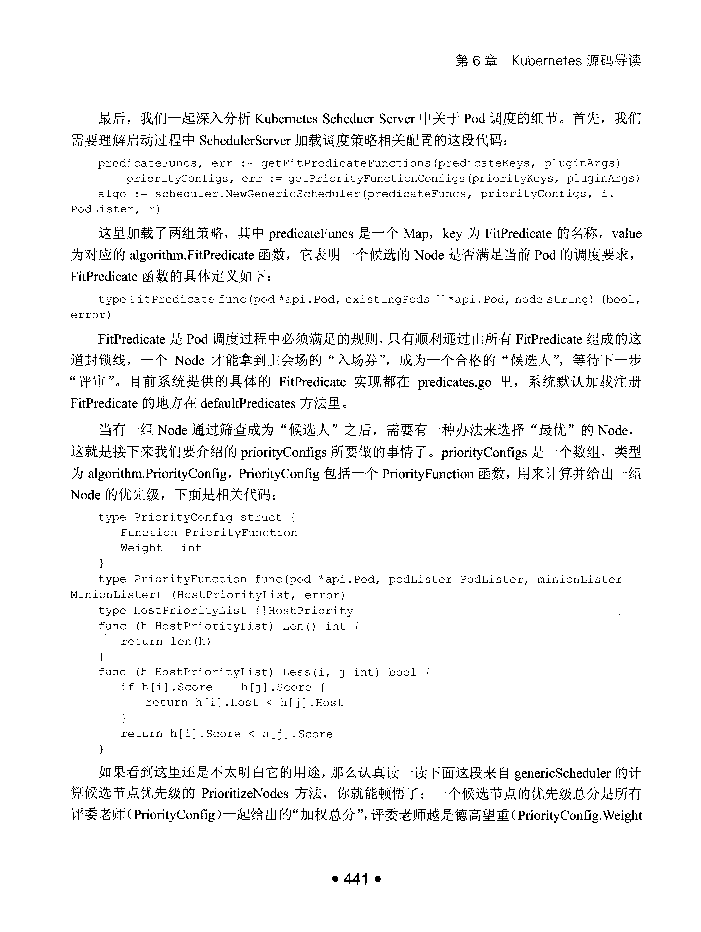 第 6 章 Kubernetes 源码导读
最后，我们一起深入分析 Kubernetes Scheduer Server 中关于 Pod 调度的细节。首先，我们
需要理解启动过程中 SchedulerServer 加载调度策略相关配置的这段代码：
predicateFuncs, err := getFitPredicateFunctions(predicateKeys, pluginArgs)
priorityConfigs, err := getPriorityFunctionConfigs(priorityKeys, pluginArgs)
algo := scheduler.NewGenericScheduler(predicateFuncs, priorityConfigs, f.
PodLister, r)
这里加载了两组策略，其中 predicateFuncs 是一个 Map，key 为 FitPredicate 的名称，value
为对应的 algorithm.FitPredicate 函数，它表明一个候选的 Node 是否满足当前 Pod 的调度要求，
FitPredicate 函数的具体定义如下：
type FitPredicate func(pod *api.Pod, existingPods []*api.Pod, node string) (bool,
error)
FitPredicate 是 Pod 调度过程中必须满足的规则，只有顺利通过由所有 FitPredicate 组成的这
道封锁线，一个 Node 才能拿到主会场的“入场券”，成为一个合格的“候选人”，等待下一步
“评审”。目前系统提供的具体的 FitPredicate 实现都在 predicates.go 里，系统默认加载注册
FitPredicate 的地方在 defaultPredicates 方法里。
当有一组 Node 通过筛查成为“候选人”之后，需要有一种办法来选择“最优”的 Node，
这就是接下来我们要介绍的 priorityConfigs 所要做的事情了。priorityConfigs 是一个数组，类型
为 algorithm.PriorityConfig，PriorityConfig 包括一个 PriorityFunction 函数，用来计算并给出一组
Node 的优先级，下面是相关代码：
type PriorityConfig struct {
Function PriorityFunction
Weight int
}
type PriorityFunction func(pod *api.Pod, podLister PodLister, minionLister
MinionLister) (HostPriorityList, error)
type HostPriorityList []HostPriority
func (h HostPriorityList) Len() int {
return len(h)
}
func (h HostPriorityList) Less(i, j int) bool {
if h[i].Score == h[j].Score {
return h[i].Host < h[j].Host
}
return h[i].Score < h[j].Score
}
如果看到这里还是不太明白它的用途，那么认真读一读下面这段来自 genericScheduler 的计
算候选节点优先级的 PrioritizeNodes 方法，你就能顿悟了：一个候选节点的优先级总分是所有
评委老师（PriorityConfig）一起给出的“加权总分”，评委老师越是德高望重（PriorityConfig.Weight
• 441 •